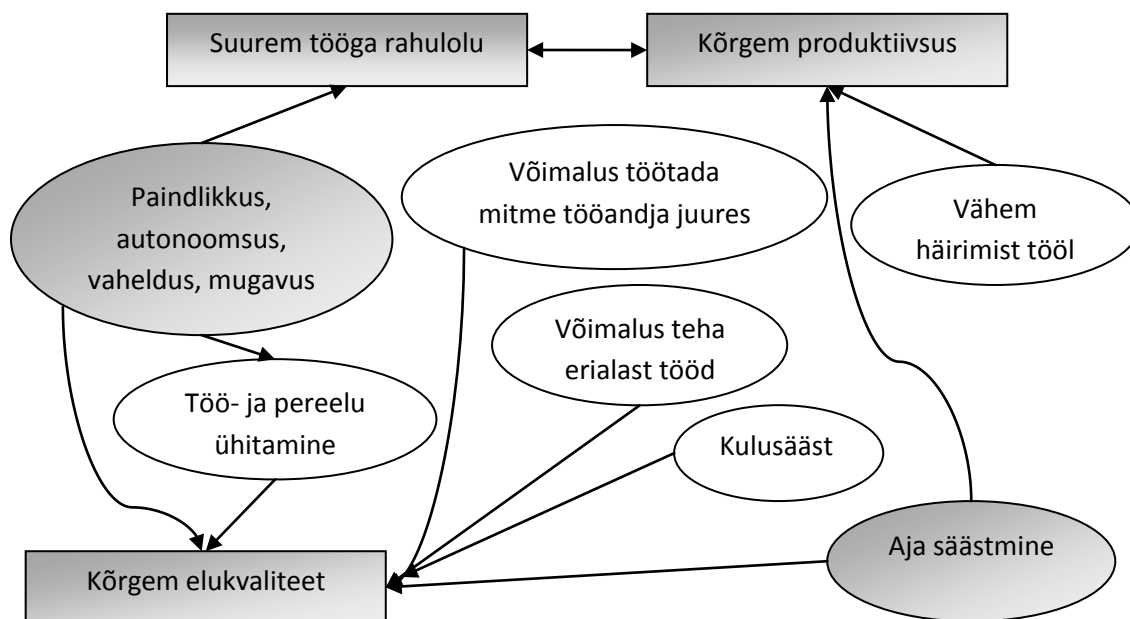 Suurem tööga rahulolu
Kõrgem produktiivsus
Paindlikkus,
autonoomsus,
vaheldus, mugavus
Võimalus töötada
mitme tööandja juures
Vähem
häirimist tööl
Võimalus teha
erialast tööd
Töö- ja pereelu
ühitamine
Kulusääst
Aja säästmine
Kõrgem elukvaliteet